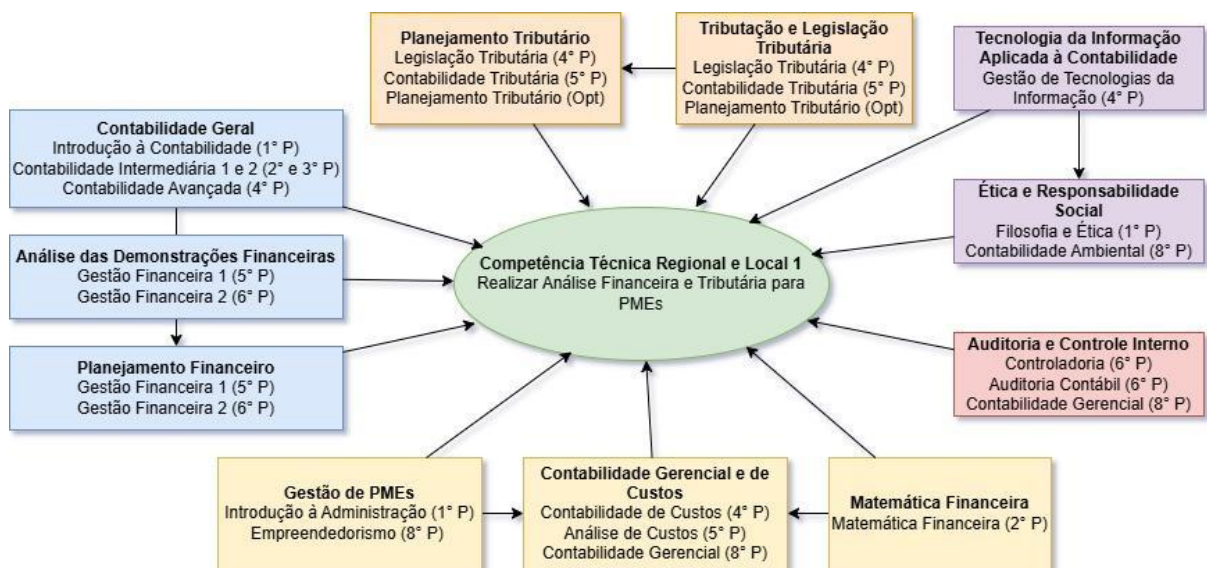 Planejamento Tributário
Legislação Tributária (4° P)
Contabilidade Tributária (5° P)
Planejamento Tributário (Opt)
Tributação e Legislação
Tributária
Legislação Tributária (4° P)
Contabilidade Tributária (5° P)
Planejamento Tributário (Opt)
Tecnologia da Informação
Aplicada à Contabilidade
Gestão de Tecnologias da
Informação (4° P)
Contabilidade Geral
Introdução à Contabilidade (1° P)
Contabilidade Intermediária 1 e 2 (2° e 3° P)
Contabilidade Avançada (4° P)
Ética e Responsabilidade
Social
Filosofia e Ética (1° P)
Contabilidade Ambiental (8° P)
Análise das Demonstrações Financeiras
Gestão Financeira 1 (5° P)
Gestão Financeira 2 (6° P)
Competência Técnica Regional e Local 1
Realizar Análise Financeira e Tributária para
PMEs
Planejamento Financeiro
Gestão Financeira 1 (5° P)
Gestão Financeira 2 (6° P)
Auditoria e Controle Interno
Controladoria (6° P)
Auditoria Contábil (6° P)
Contabilidade Gerencial (8° P)
Gestão de PMEs
Introdução à Administração (1° P)
Empreendedorismo (8° P)
Contabilidade Gerencial e de
Custos
Contabilidade de Custos (4° P)
Análise de Custos (5° P)
Contabilidade Gerencial (8° P)
Matemática Financeira
Matemática Financeira (2° P)